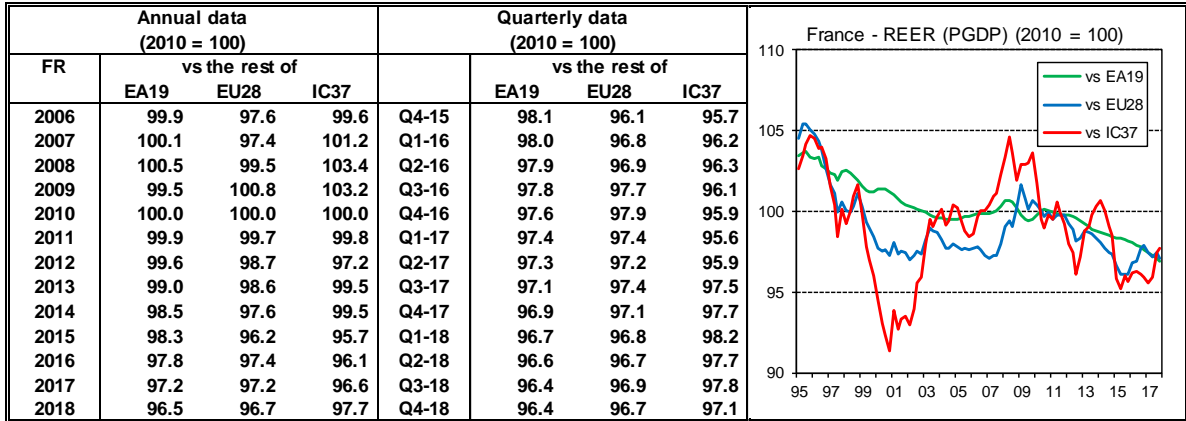 Annual data Quarterly data
(2010 = 100) (2010 = 100)
FR vs the rest of vs the rest of
EA19 EU28 IC37 EA19 EU28 IC37
2006 99.9 97.6 99.6 Q4-15 98.1 96.1 95.7
2007 100.1 97.4 101.2 Q1-16 98.0 96.8 96.2
2008 100.5 99.5 103.4 Q2-16 97.9 96.9 96.3
2009 99.5 100.8 103.2 Q3-16 97.8 97.7 96.1
2010 100.0 100.0 100.0 Q4-16 97.6 97.9 95.9
2011 99.9 99.7 99.8 Q1-17 97.4 97.4 95.6
2012 99.6 98.7 97.2 Q2-17 97.3 97.2 95.9
2013 99.0 98.6 99.5 Q3-17 97.1 97.4 97.5
2014 98.5 97.6 99.5 Q4-17 96.9 97.1 97.7
2015 98.3 96.2 95.7 Q1-18 96.7 96.8 98.2
2016 97.8 97.4 96.1 Q2-18 96.6 96.7 97.7
2017 97.2 97.2 96.6 Q3-18 96.4 96.9 97.8
2018 96.5 96.7 97.7 Q4-18 96.4 96.7 97.1
France - REER (PGDP) (2010 = 100)
110
105
100
95
90
vs EA19
vs EU28
vs IC37
95 97 99 01 03 05 07 09 11 13 15 17